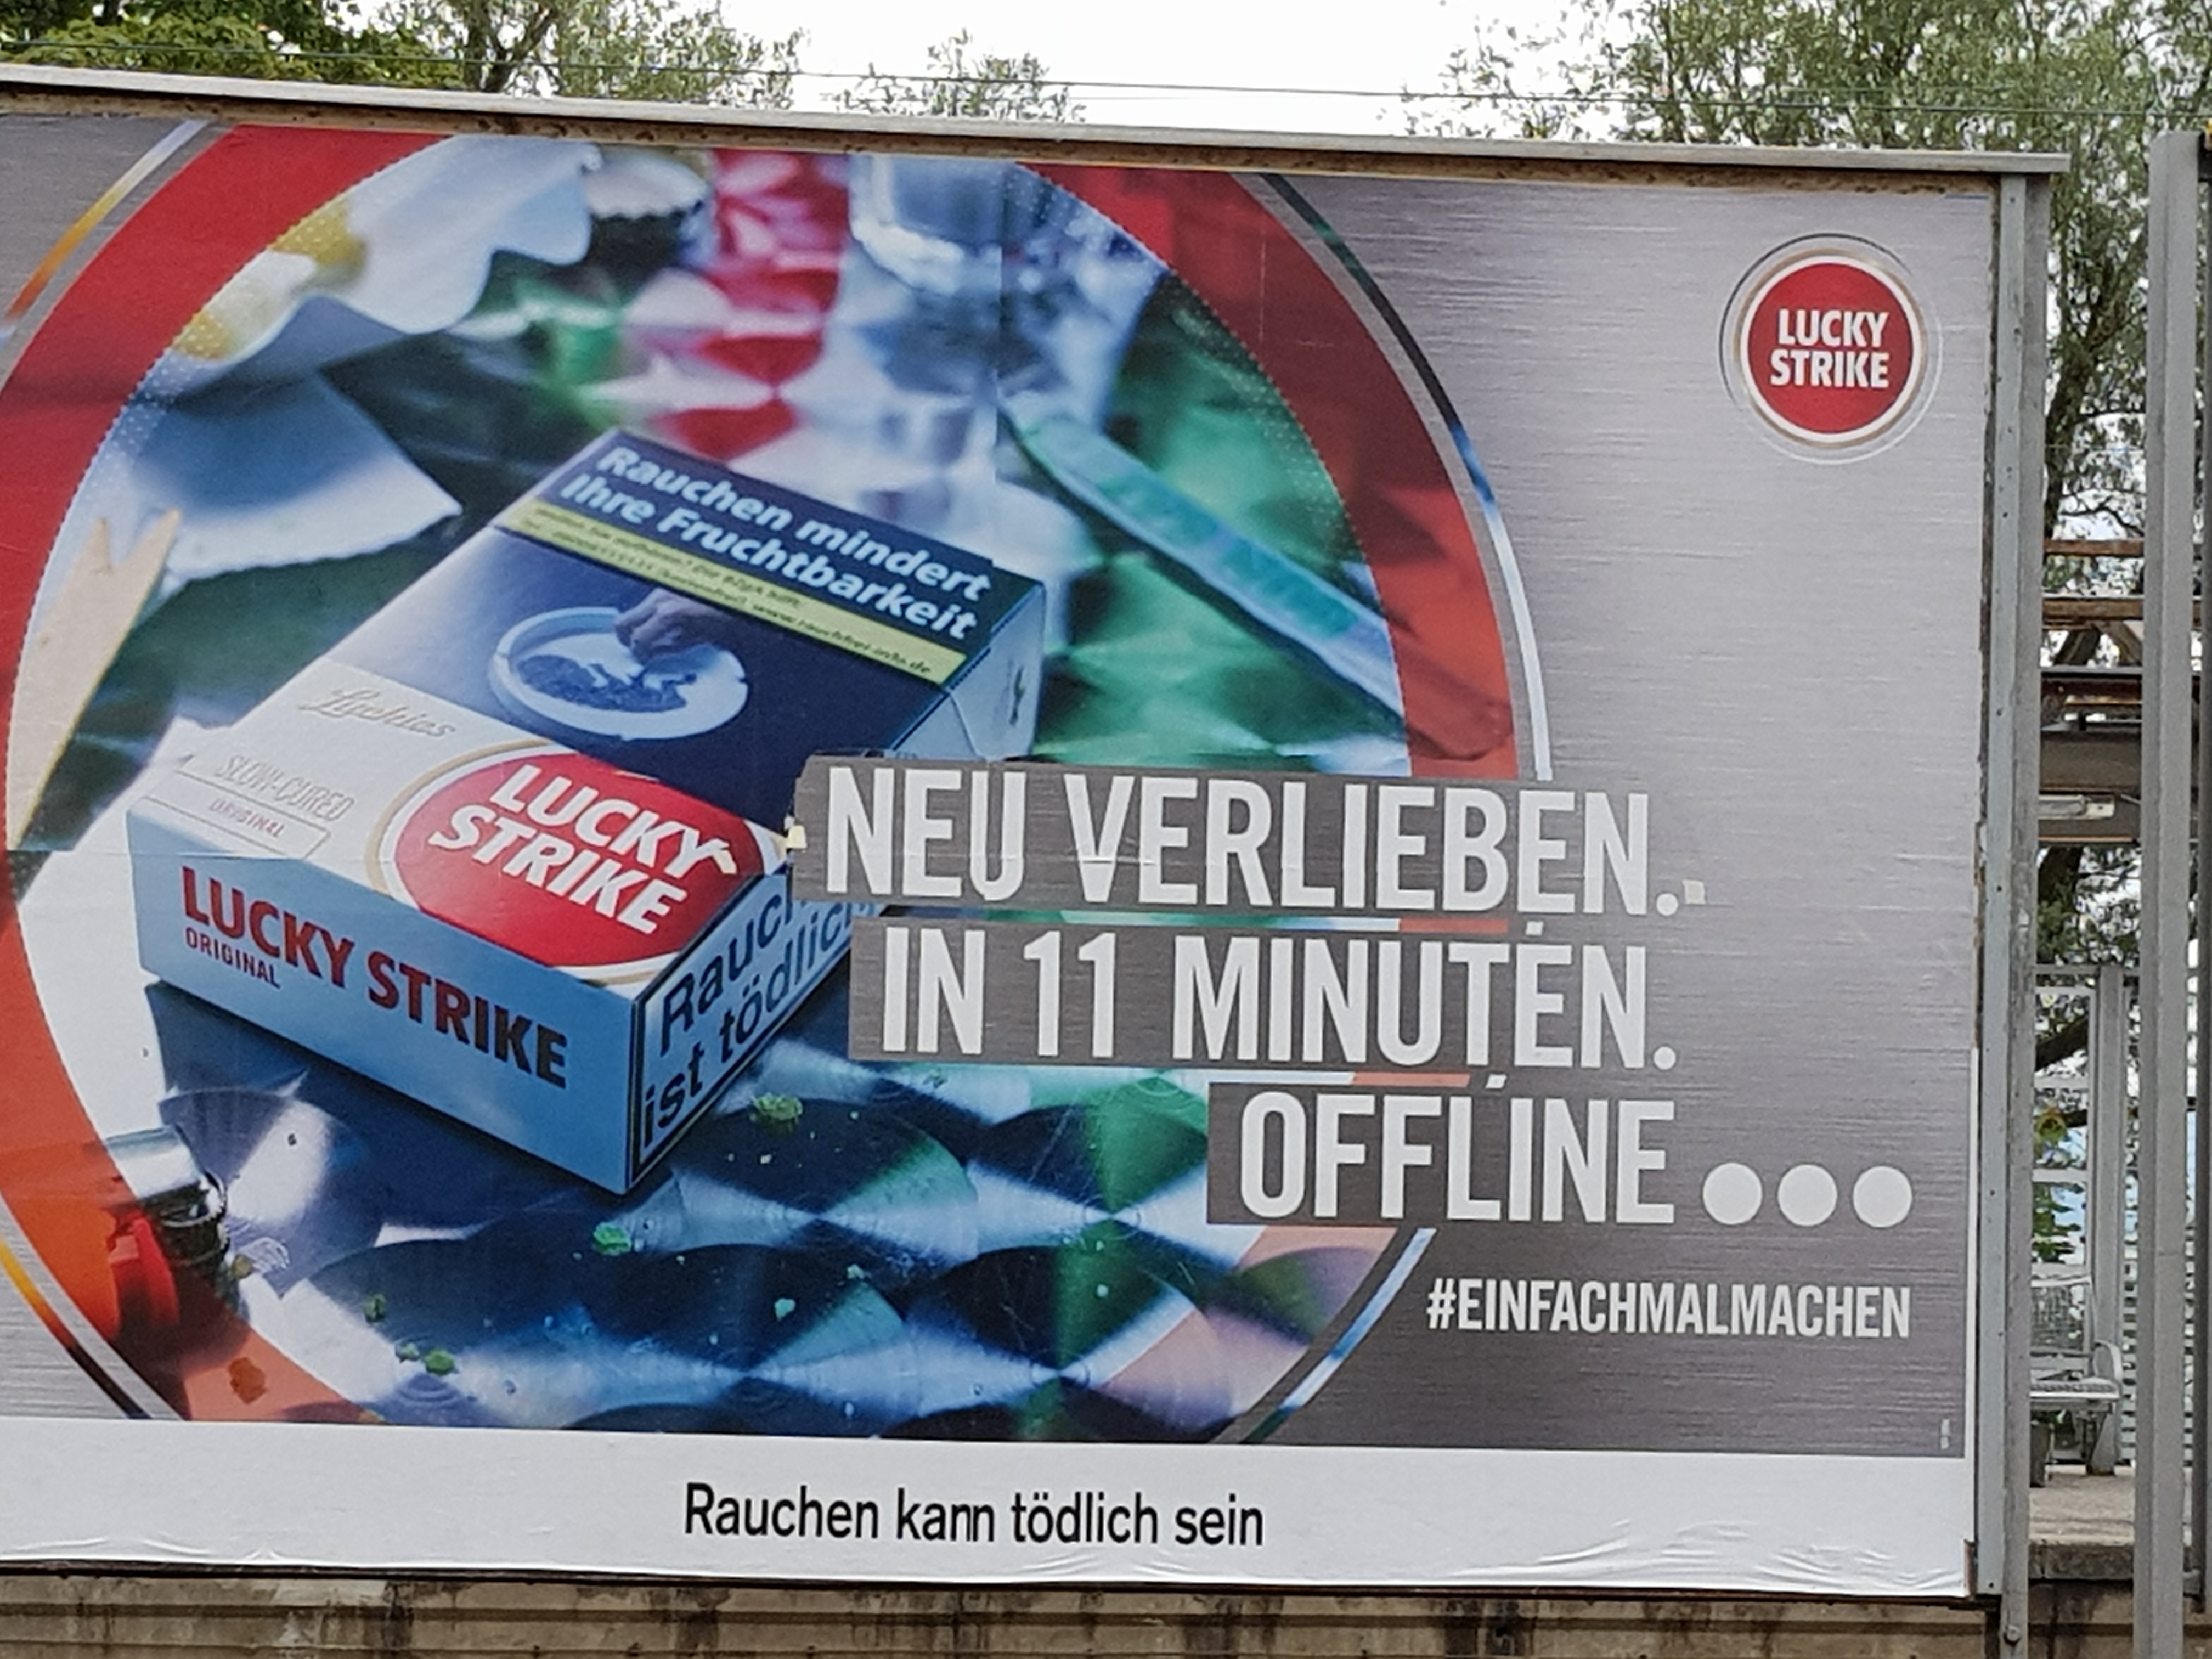 LUCKY
STRIKE
Rauchen mindert
Ihre Fruchtbarkeit
Luckies
SLOW-CURED
ORIGINAL
LUCKY
STRIKE
LUCKY STRIKE
ORIGINAL
ist tödlich
NEU VERLIEBEN.
IN 11 MINUTEN.
OFFLINE...
#EINFACHMALMACHEN
Rauchen kann tödlich sein